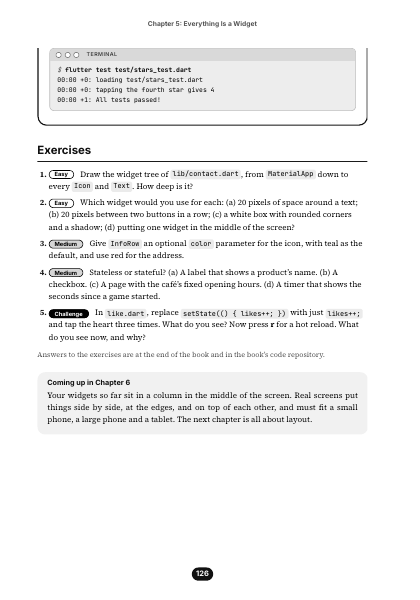 Chapter 5: Everything Is a Widget
TERMINAL
$ flutter test test/stars_test.dart
00:00 +0: loading test/stars_test.dart
00:00 +0: tapping the fourth star gives 4
00:00 +1: All tests passed!
Exercises
1. Easy Draw the widget tree of lib/contact.dart, from MaterialApp down to
every Icon and Text. How deep is it?
2. Easy Which widget would you use for each: (a) 20 pixels of space around a text;
(b) 20 pixels between two buttons in a row; (c) a white box with rounded corners
and a shadow; (d) putting one widget in the middle of the screen?
3. Medium Give InfoRow an optional color parameter for the icon, with teal as the
default, and use red for the address.
4. Medium Stateless or stateful? (a) A label that shows a product's name. (b) A
checkbox. (c) A page with the café's fixed opening hours. (d) A timer that shows the
seconds since a game started.
5. Challenge In like.dart, replace setState(() { likes++; }) with just likes++;
and tap the heart three times. What do you see? Now press r for a hot reload. What
do you see now, and why?
Answers to the exercises are at the end of the book and in the book's code repository.
Coming up in Chapter 6
Your widgets so far sit in a column in the middle of the screen. Real screens put
things side by side, at the edges, and on top of each other, and must fit a small
phone, a large phone and a tablet. The next chapter is all about layout.
126